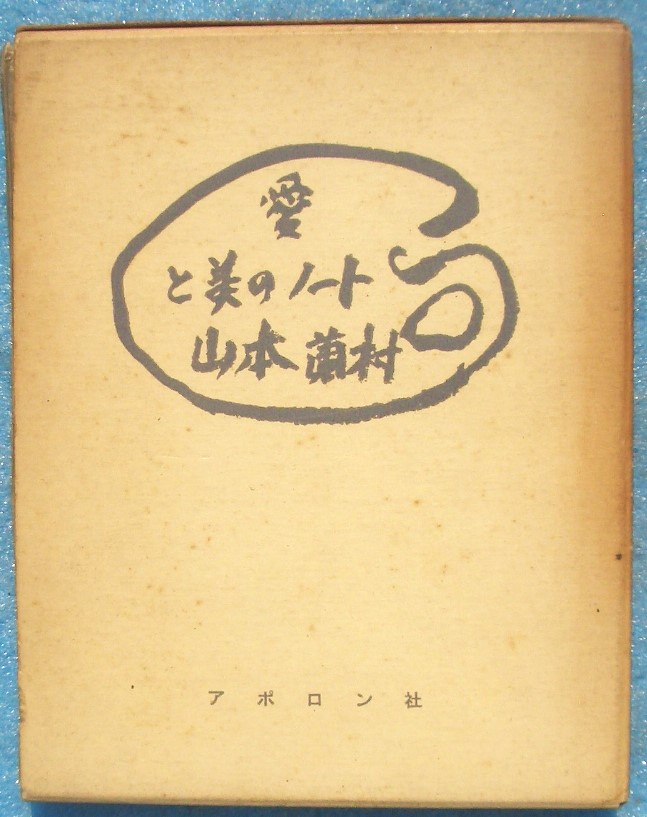 愛
と美のノート
山本蘭村
アポロン社